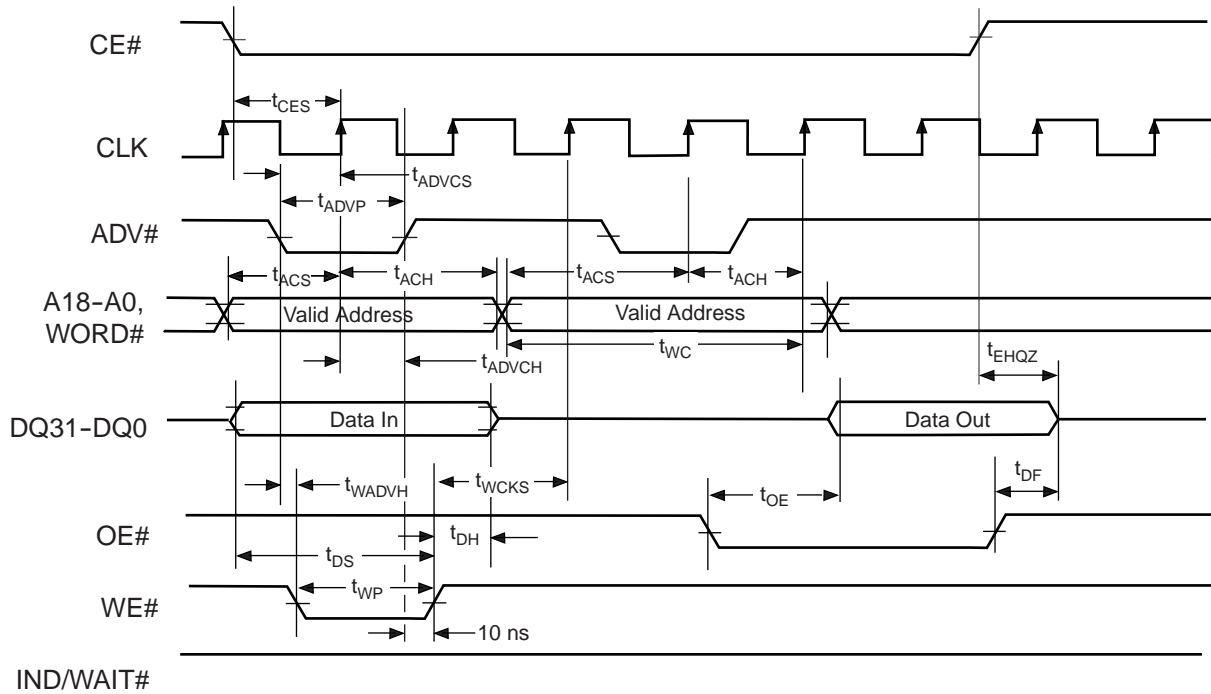 CE#
tCES
CLK
tADVCS
tADVP
ADV#
tACS
tACH
tACS
tACH
A18-A0,
WORD#
Valid Address
Valid Address
tWC
tADVCH
tEHQZ
DQ31-DQ0
Data In
Data Out
tWADVH
tWCKS
tOE
tDF
OE#
tDH
tDS
tWP
WE#
10 ns
IND/WAIT#